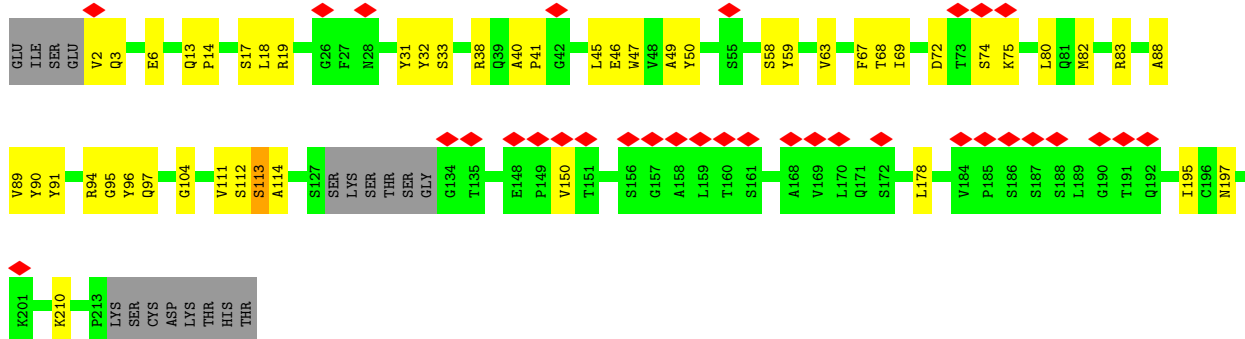 GLU ILE SER GLU V2 Q3 E6 Q13 P14 S17 L18 R19 G26 F27 N28 Y31 Y32 S33 R38 Q39 A40 P41 G42 L45 E46 W47 V48 A49 Y50 S55 S58 Y59 V63 F67 T68 I69 D72 T73 S74 K75 L80 Q81 M82 R83 A88
V89 Y90 Y91 R94 G95 Y96 Q97 G104 V111 S112 S113 A114 S127 SER LYS SER THR SER GLY G134 T135 E148 P149 V150 T151 S156 G157 A158 L159 T160 S161 A168 V169 L170 Q171 S172 L178 V184 P185 S186 S187 S188 L189 G190 T191 Q192 I195 C196 N197
K201 K210 P213 LYS SER CYS ASP LYS THR HIS THR